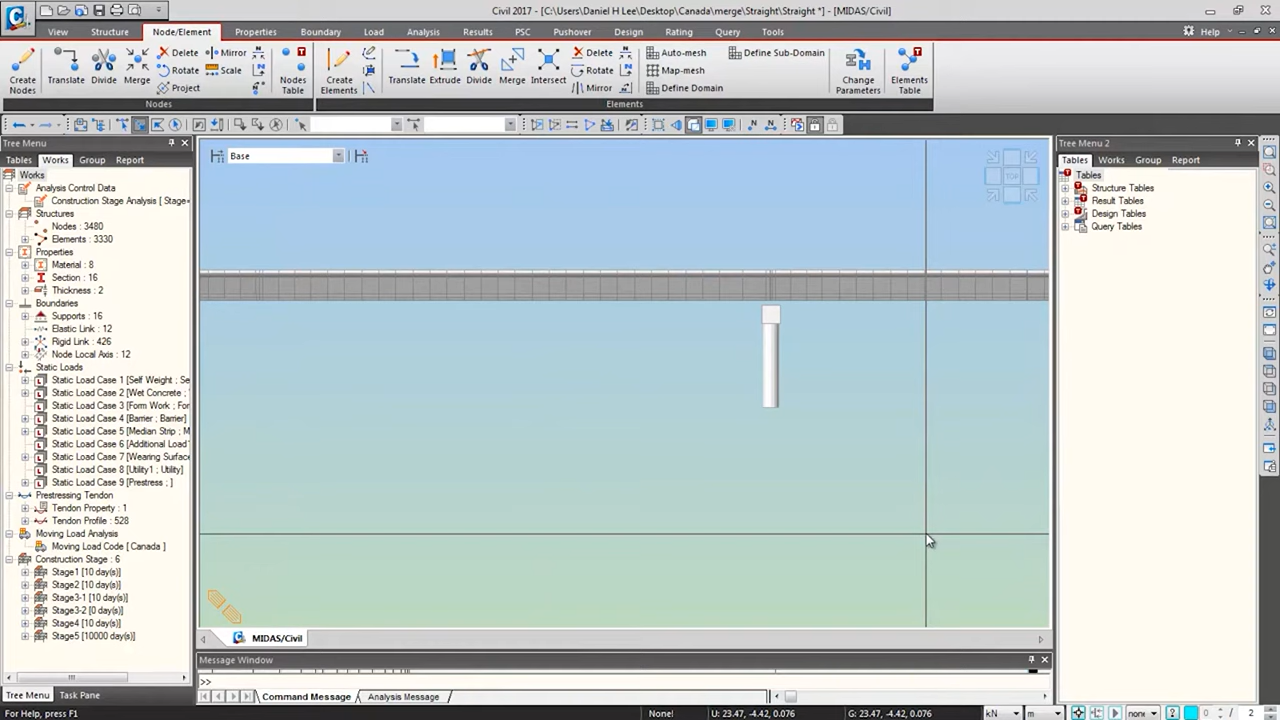 Civil 2017 - [C:\Users\Daniel H Lee\Desktop\Canada\merge\Straight\Straight *] - [MIDAS/Civil]
View Structure Node/Element Properties Boundary Load Analysis Results PSC Pushover Design Rating Query Tools Help
Create Nodes
Translate
Divide
Merge
Delete
Rotate
Project
Mirror
Scale
Nodes Table
Nodes
Create Elements
Translate
Extrude
Divide
Merge
Intersect
Delete
Rotate
Mirror
Auto-mesh
Map-mesh
Define Domain
Define Sub-Domain
Change Parameters
Elements Table
Elements
Tree Menu
Tables Works Group Report
Works
Analysis Control Data
Construction Stage Analysis [ Stage=
Structures
Nodes : 3480
Elements : 3330
Properties
Material : 8
Section : 16
Thickness : 2
Boundaries
Supports : 16
Elastic Link : 12
Rigid Link : 426
Node Local Axis : 12
Static Loads
Static Load Case 1 [Self Weight ; Se
Static Load Case 2 [Wet Concrete ;
Static Load Case 3 [Form Work ; For
Static Load Case 4 [Barrier ; Barrier]
Static Load Case 5 [Median Strip ; M
Static Load Case 6 [Additional Load
Static Load Case 7 [Wearing Surface
Static Load Case 8 [Utility1 ; Utility]
Static Load Case 9 [Prestress ; ]
Prestressing Tendon
Tendon Property : 1
Tendon Profile : 528
Moving Load Analysis
Moving Load Code [ Canada ]
Construction Stage : 6
Stage1 [10 day(s)]
Stage2 [10 day(s)]
Stage3-1 [10 day(s)]
Stage3-2 [0 day(s)]
Stage4 [10 day(s)]
Stage5 [10000 day(s)]
Tree Menu Task Pane
Base
TOP
MIDAS/Civil
Message Window
>>
Command Message Analysis Message
Tree Menu 2
Tables Works Group Report
Tables
Structure Tables
Result Tables
Design Tables
Query Tables
For Help, press F1
None!
U: 23.47, -4.42, 0.076
G: 23.47, -4.42, 0.076
kN
m
none
?
0
/ 2